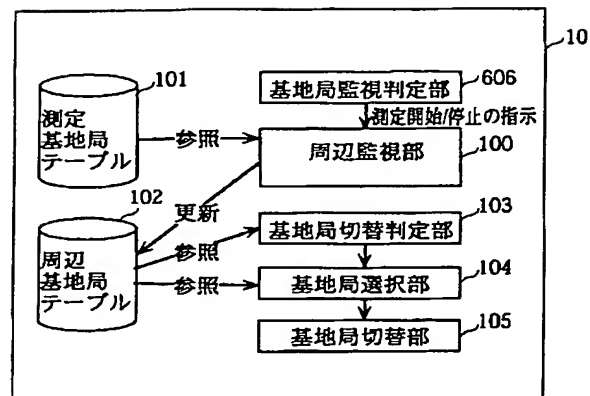 10
101
測定
基地局
テーブル
参照
基地局監視判定部
606
測定開始/停止の指示
周辺監視部
100
更新
102
周辺
基地局
テーブル
参照
参照
基地局切替判定部
103
基地局選択部
104
基地局切替部
105